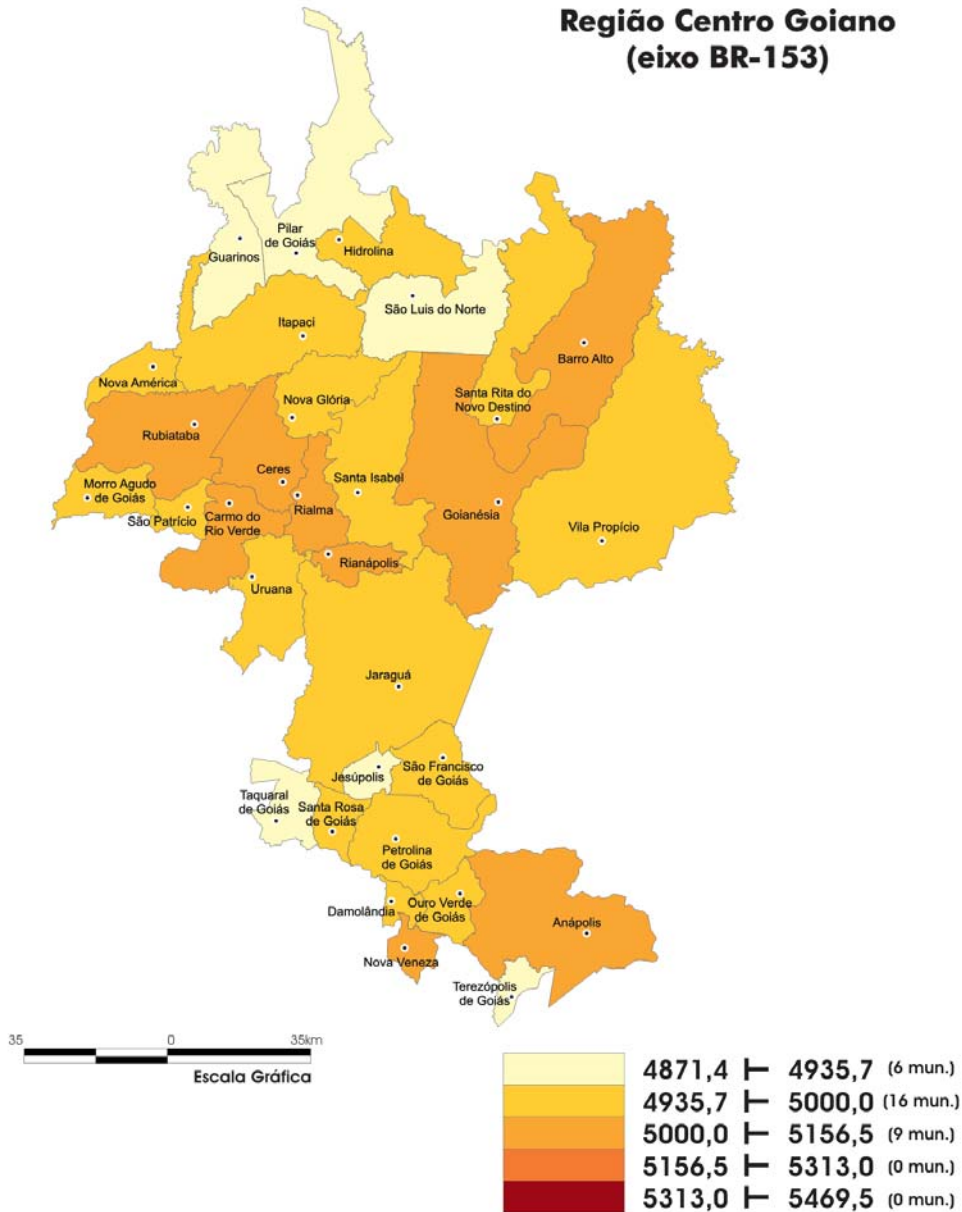 Região Centro Goiano
(eixo BR-153)
Pilar
de Goiás
Guarinos
Hidrolina
São Luis do Norte
Itapaci
Barro Alto
Nova América
Nova Glória
Santa Rita do
Novo Destino
Rubiataba
Ceres
Santa Isabel
Morro Agudo
de Goiás
Rialma
Goianésia
São Patrício
Carmo do
Rio Verde
Vila Propício
Rianápolis
Uruana
Jaraguá
São Francisco
de Goiás
Jesúpolis
Taquaral
de Goiás
Santa Rosa
de Goiás
Petrolina
de Goiás
Damolândia
Ouro Verde
de Goiás
Anápolis
Nova Veneza
Terezópolis
de Goiás
35 0 35km
Escala Gráfica
4871,4 ⊢ 4935,7 (6 mun.)
4935,7 ⊢ 5000,0 (16 mun.)
5000,0 ⊢ 5156,5 (9 mun.)
5156,5 ⊢ 5313,0 (0 mun.)
5313,0 ⊢ 5469,5 (0 mun.)